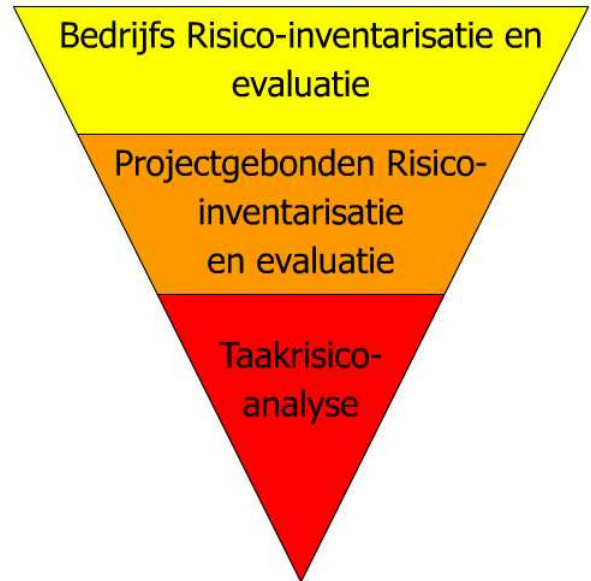 Bedrijfs Risico-inventarisatie en
evaluatie
Projectgebonden Risico-
inventarisatie
en evaluatie
Taakrisico-
analyse